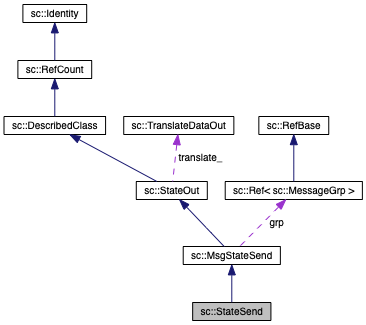 sc::Identity
sc::RefCount
sc::DescribedClass
sc::TranslateDataOut
sc::RefBase
translate_
sc::StateOut
sc::Ref< sc::MessageGrp >
grp
sc::MsgStateSend
sc::StateSend